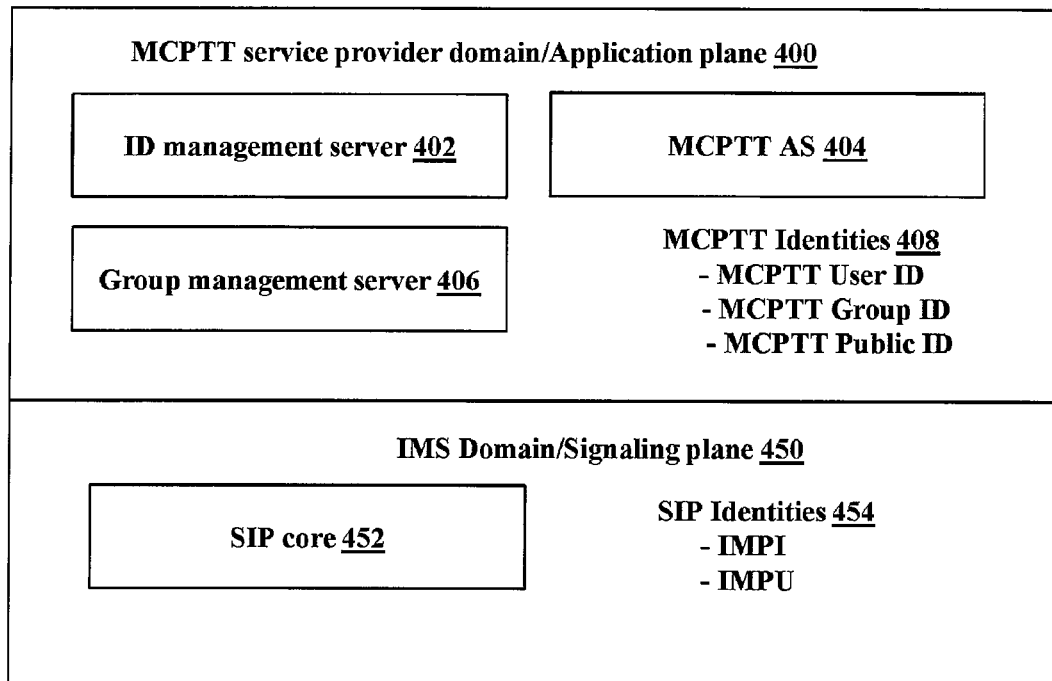 MCPTT service provider domain/Application plane 400
ID management server 402
MCPTT AS 404
Group management server 406
MCPTT Identities 408
- MCPTT User ID
- MCPTT Group ID
- MCPTT Public ID
IMS Domain/Signaling plane 450
SIP core 452
SIP Identities 454
- IMPI
- IMPU